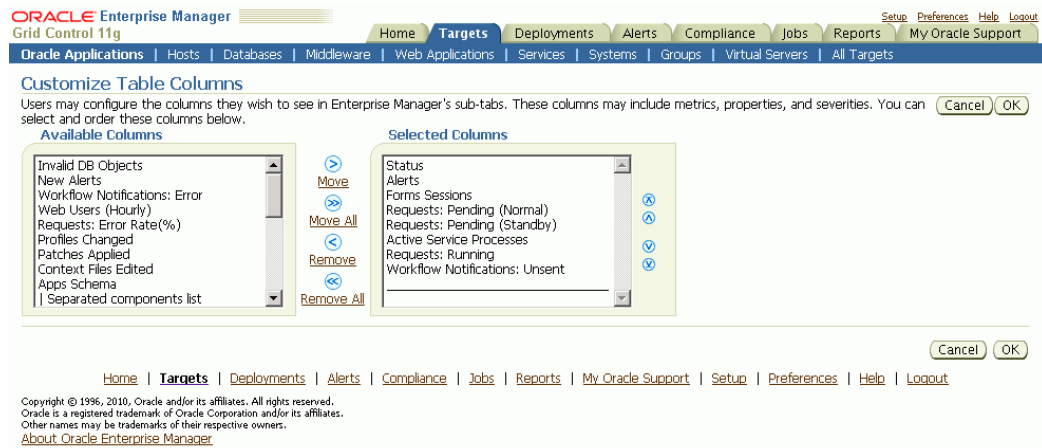 ORACLE Enterprise Manager
Grid Control 11g
Setup Preferences Help Logout
Home Targets Deployments Alerts Compliance Jobs Reports My Oracle Support
Oracle Applications | Hosts | Databases | Middleware | Web Applications | Services | Systems | Groups | Virtual Servers | All Targets
Customize Table Columns
Users may configure the columns they wish to see in Enterprise Manager's sub-tabs. These columns may include metrics, properties, and severities. You can
select and order these columns below.
Cancel OK
Available Columns
Invalid DB Objects
New Alerts
Workflow Notifications: Error
Web Users (Hourly)
Requests: Error Rate(%)
Profiles Changed
Patches Applied
Context Files Edited
Apps Schema
| Separated components list
Move
Move All
Remove
Remove All
Selected Columns
Status
Alerts
Forms Sessions
Requests: Pending (Normal)
Requests: Pending (Standby)
Active Service Processes
Requests: Running
Workflow Notifications: Unsent
Cancel OK
Home | Targets | Deployments | Alerts | Compliance | Jobs | Reports | My Oracle Support | Setup | Preferences | Help | Logout
Copyright © 1996, 2010, Oracle and/or its affiliates. All rights reserved.
Oracle is a registered trademark of Oracle Corporation and/or its affiliates.
Other names may be trademarks of their respective owners.
About Oracle Enterprise Manager